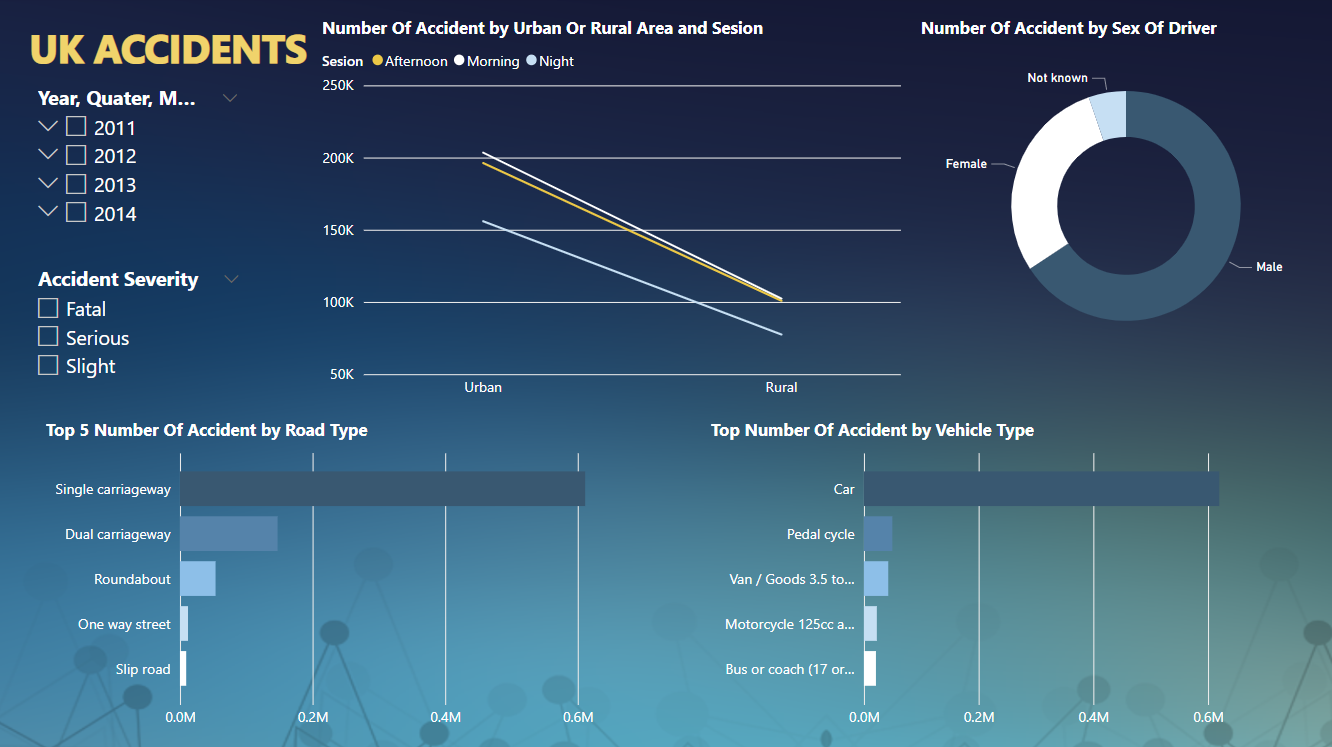 UK ACCIDENTS
Year, Quater, M...
2011
2012
2013
2014
Accident Severity
Fatal
Serious
Slight
Number Of Accident by Urban Or Rural Area and Sesion
Sesion Afternoon Morning Night
250K
200K
150K
100K
50K
Urban Rural
Number Of Accident by Sex Of Driver
Not known
Female
Male
Top 5 Number Of Accident by Road Type
Single carriageway
Dual carriageway
Roundabout
One way street
Slip road
0.0M 0.2M 0.4M 0.6M
Top Number Of Accident by Vehicle Type
Car
Pedal cycle
Van / Goods 3.5 to...
Motorcycle 125cc a...
Bus or coach (17 or...
0.0M 0.2M 0.4M 0.6M